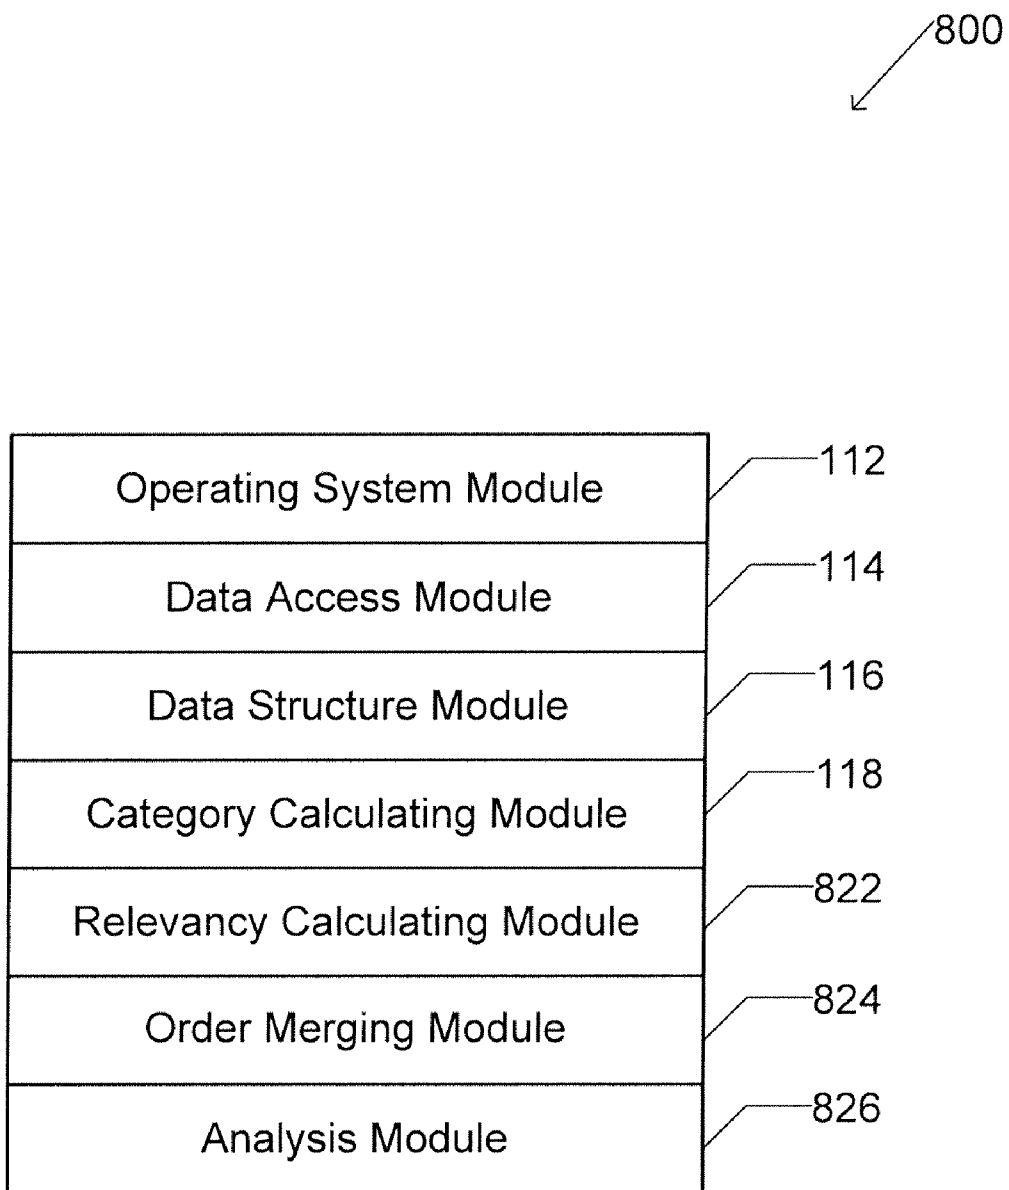 800
Operating System Module 112
Data Access Module 114
Data Structure Module 116
Category Calculating Module 118
Relevancy Calculating Module 822
Order Merging Module 824
Analysis Module 826